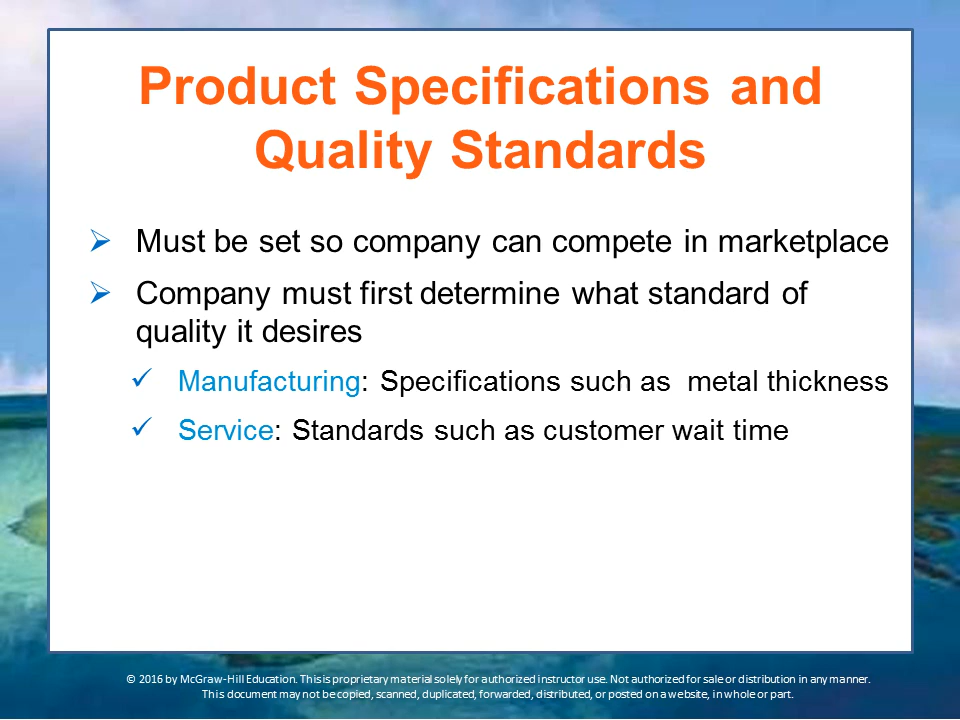 Product Specifications and
Quality Standards
Must be set so company can compete in marketplace
Company must first determine what standard of
quality it desires
Manufacturing: Specifications such as  metal thickness
Service: Standards such as customer wait time
© 2016 by McGraw-Hill Education. This is proprietary material solely for authorized instructor use. Not authorized for sale or distribution in any manner.
This document may not be copied, scanned, duplicated, forwarded, distributed, or posted on a website, in whole or part.